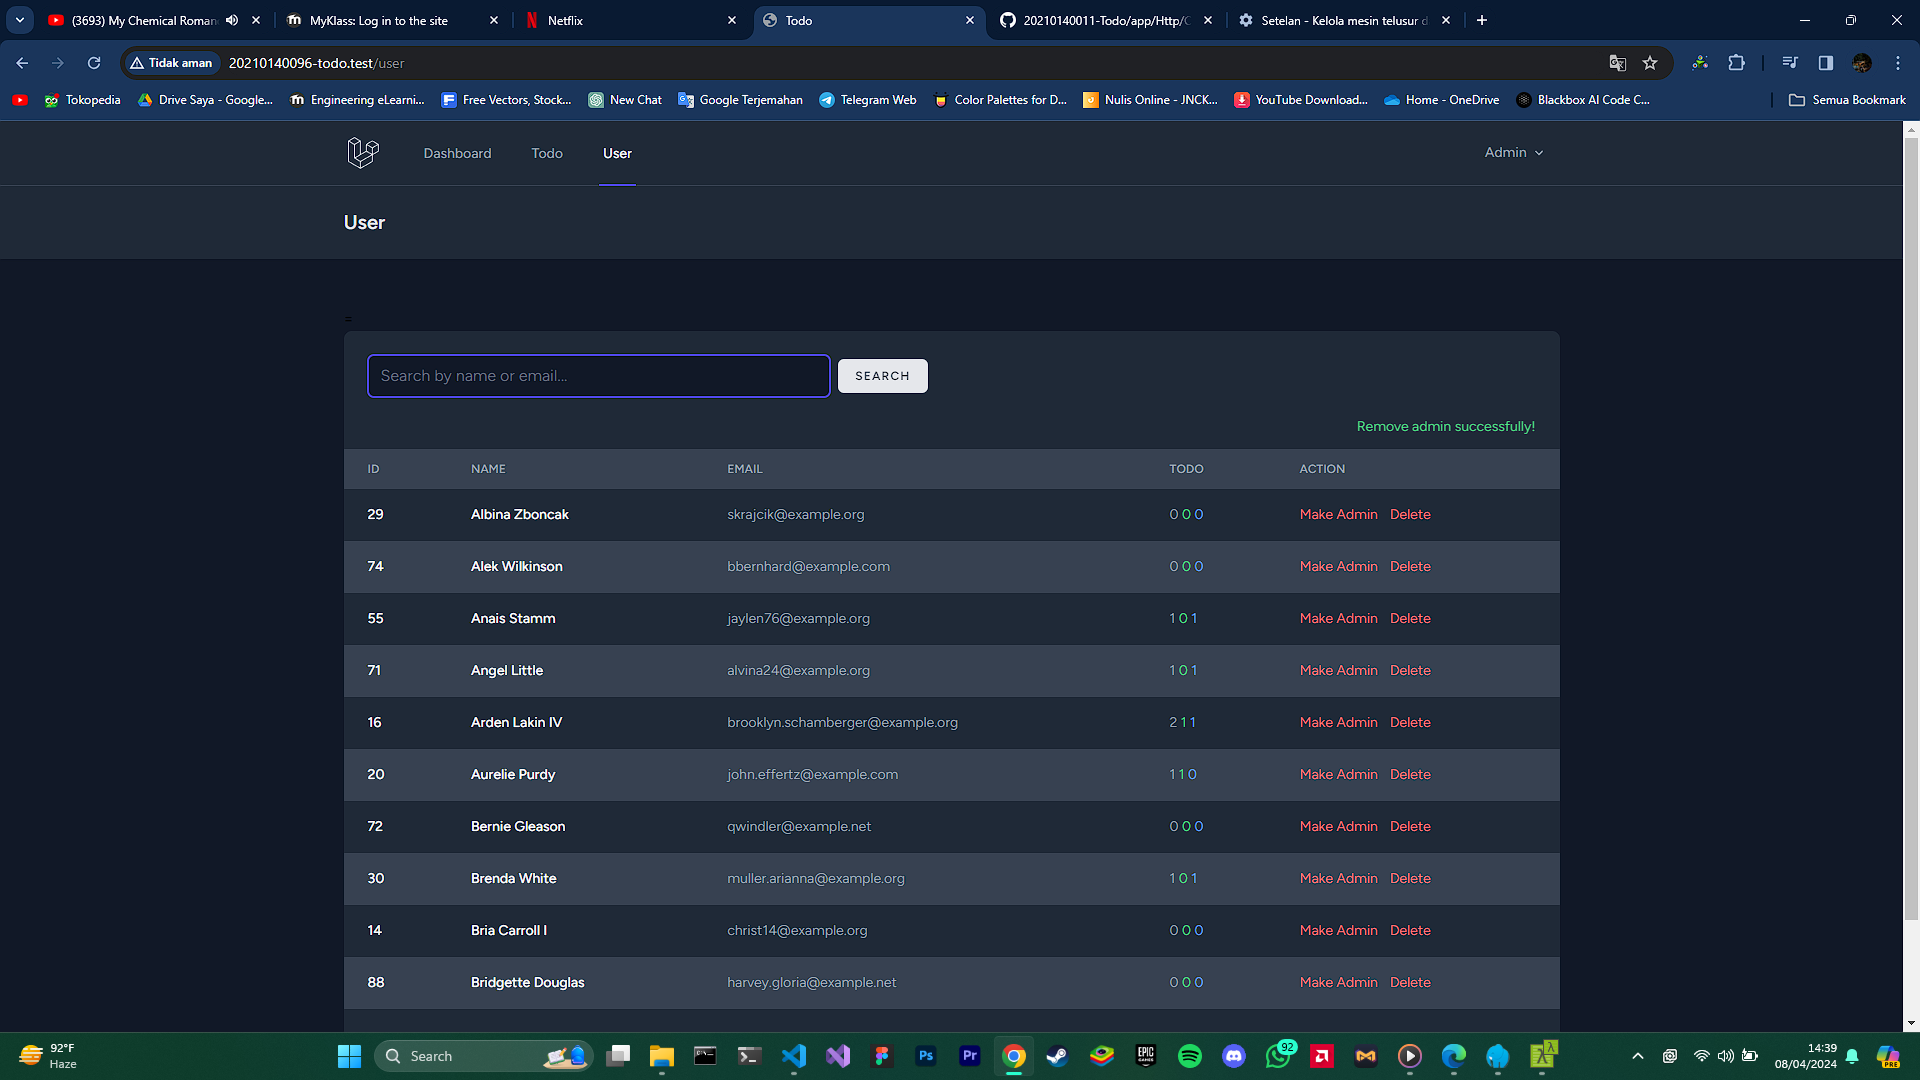 (3693) My Chemical Roman
MyKlass: Log in to the site
Netflix
Todo
20210140011-Todo/app/Http/C
Setelan - Kelola mesin telusur d
Tidak aman
20210140096-todo.test/user
Tokopedia
Drive Saya - Google...
Engineering eLearni...
Free Vectors, Stock...
New Chat
Google Terjemahan
Telegram Web
Color Palettes for D...
Nulis Online - JNCK...
YouTube Download...
Home - OneDrive
Blackbox AI Code C...
Semua Bookmark
Dashboard Todo User Admin
User
=
Search by name or email... SEARCH
Remove admin successfully!
ID NAME EMAIL TODO ACTION
29 Albina Zboncak skrajcik@example.org 0 0 0 Make Admin Delete
74 Alek Wilkinson bbernhard@example.com 0 0 0 Make Admin Delete
55 Anais Stamm jaylen76@example.org 1 0 1 Make Admin Delete
71 Angel Little alvina24@example.org 1 0 1 Make Admin Delete
16 Arden Lakin IV brooklyn.schamberger@example.org 2 1 1 Make Admin Delete
20 Aurelie Purdy john.effertz@example.com 1 1 0 Make Admin Delete
72 Bernie Gleason qwindler@example.net 0 0 0 Make Admin Delete
30 Brenda White muller.arianna@example.org 1 0 1 Make Admin Delete
14 Bria Carroll I christ14@example.org 0 0 0 Make Admin Delete
88 Bridgette Douglas harvey.gloria@example.net 0 0 0 Make Admin Delete
92°F
Haze
Search
Ps
Pr
EPIC
GAMES
92
14:39
08/04/2024
PRE